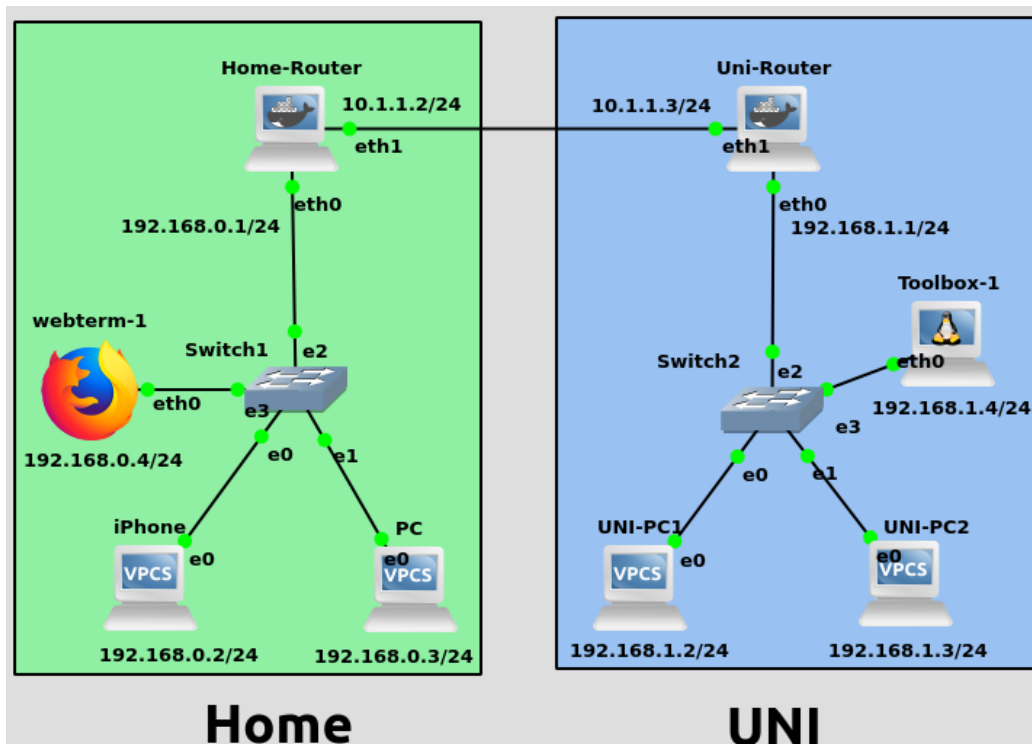 Home-Router
10.1.1.2/24
eth1
eth0
192.168.0.1/24
webterm-1
eth0
192.168.0.4/24
Switch1
e2
e3
e0
e1
iPhone
e0
VPCS
192.168.0.2/24
PC
e0
VPCS
192.168.0.3/24
Home
Uni-Router
10.1.1.3/24
eth1
eth0
192.168.1.1/24
Toolbox-1
eth0
192.168.1.4/24
Switch2
e2
e3
e0
e1
UNI-PC1
e0
VPCS
192.168.1.2/24
UNI-PC2
e0
VPCS
192.168.1.3/24
UNI